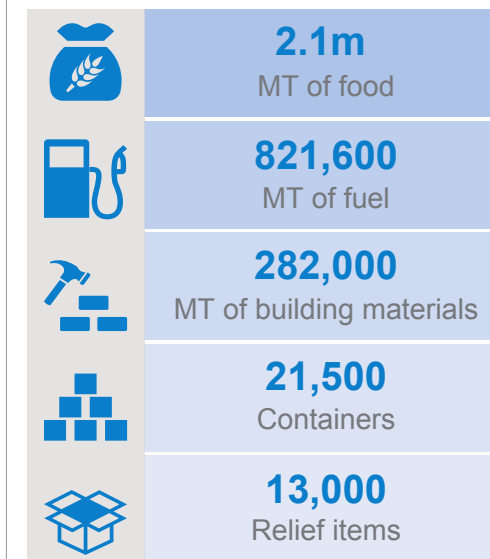 2.1m
MT of food
821,600
MT of fuel
282,000
MT of building materials
21,500
Containers
13,000
Relief items